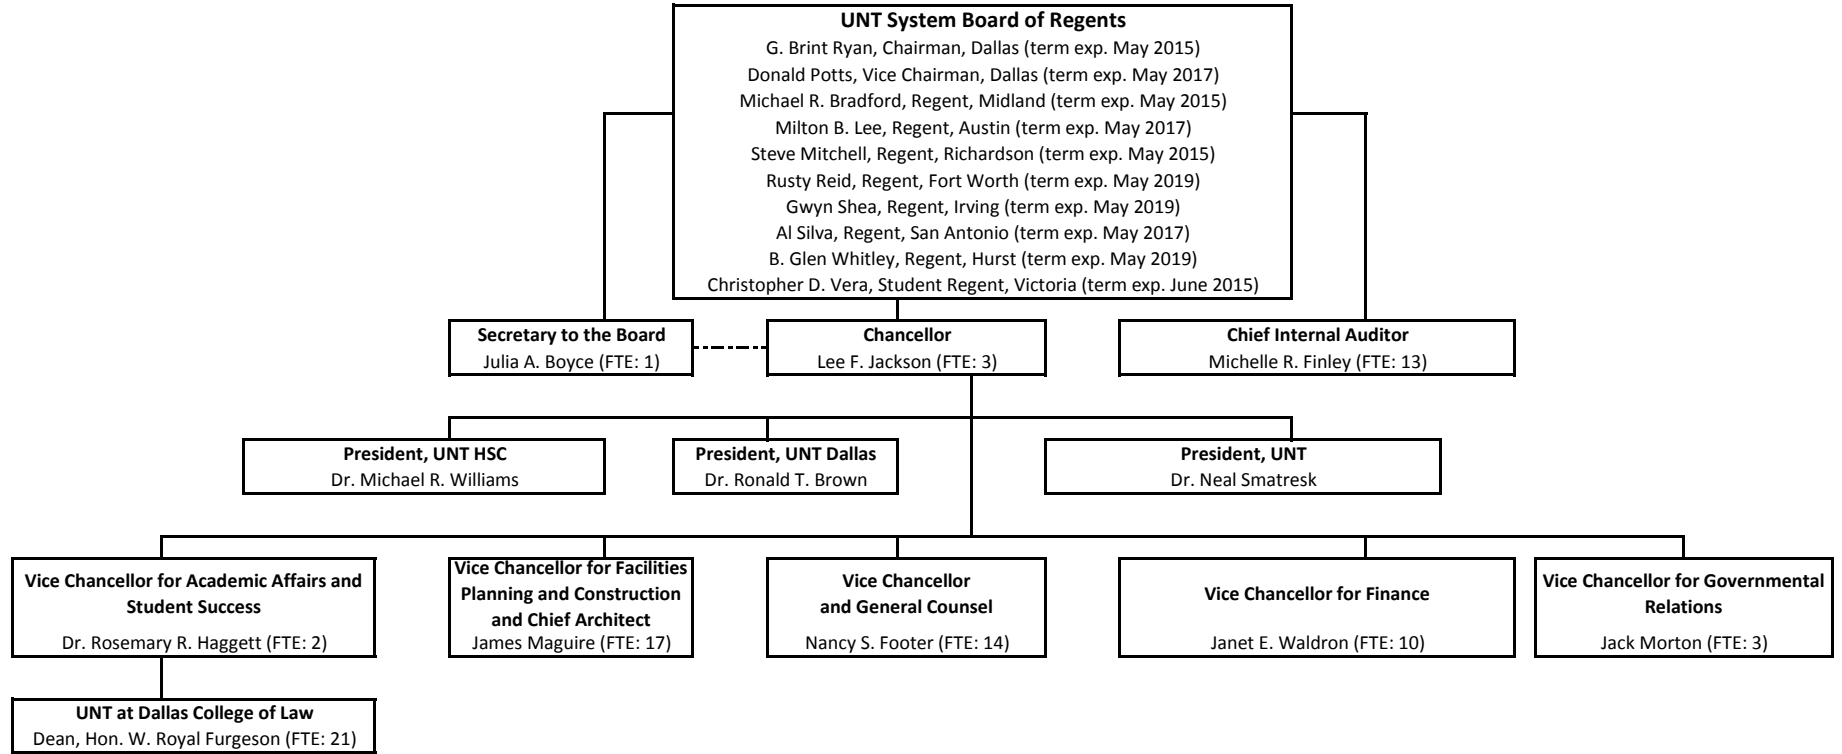 UNT System Board of Regents
G. Brint Ryan, Chairman, Dallas (term exp. May 2015)
Donald Potts, Vice Chairman, Dallas (term exp. May 2017)
Michael R. Bradford, Regent, Midland (term exp. May 2015)
Milton B. Lee, Regent, Austin (term exp. May 2017)
Steve Mitchell, Regent, Richardson (term exp. May 2015)
Rusty Reid, Regent, Fort Worth (term exp. May 2019)
Gwyn Shea, Regent, Irving (term exp. May 2019)
Al Silva, Regent, San Antonio (term exp. May 2017)
B. Glen Whitley, Regent, Hurst (term exp. May 2019)
Christopher D. Vera, Student Regent, Victoria (term exp. June 2015)
Secretary to the Board
Julia A. Boyce (FTE: 1)
Chancellor
Lee F. Jackson (FTE: 3)
Chief Internal Auditor
Michelle R. Finley (FTE: 13)
President, UNT HSC
Dr. Michael R. Williams
President, UNT Dallas
Dr. Ronald T. Brown
President, UNT
Dr. Neal Smatresk
Vice Chancellor for Academic Affairs and
Student Success
Dr. Rosemary R. Haggett (FTE: 2)
Vice Chancellor for Facilities
Planning and Construction
and Chief Architect
James Maguire (FTE: 17)
Vice Chancellor
and General Counsel
Nancy S. Footer (FTE: 14)
Vice Chancellor for Finance
Janet E. Waldron (FTE: 10)
Vice Chancellor for Governmental
Relations
Jack Morton (FTE: 3)
UNT at Dallas College of Law
Dean, Hon. W. Royal Furgeson (FTE: 21)